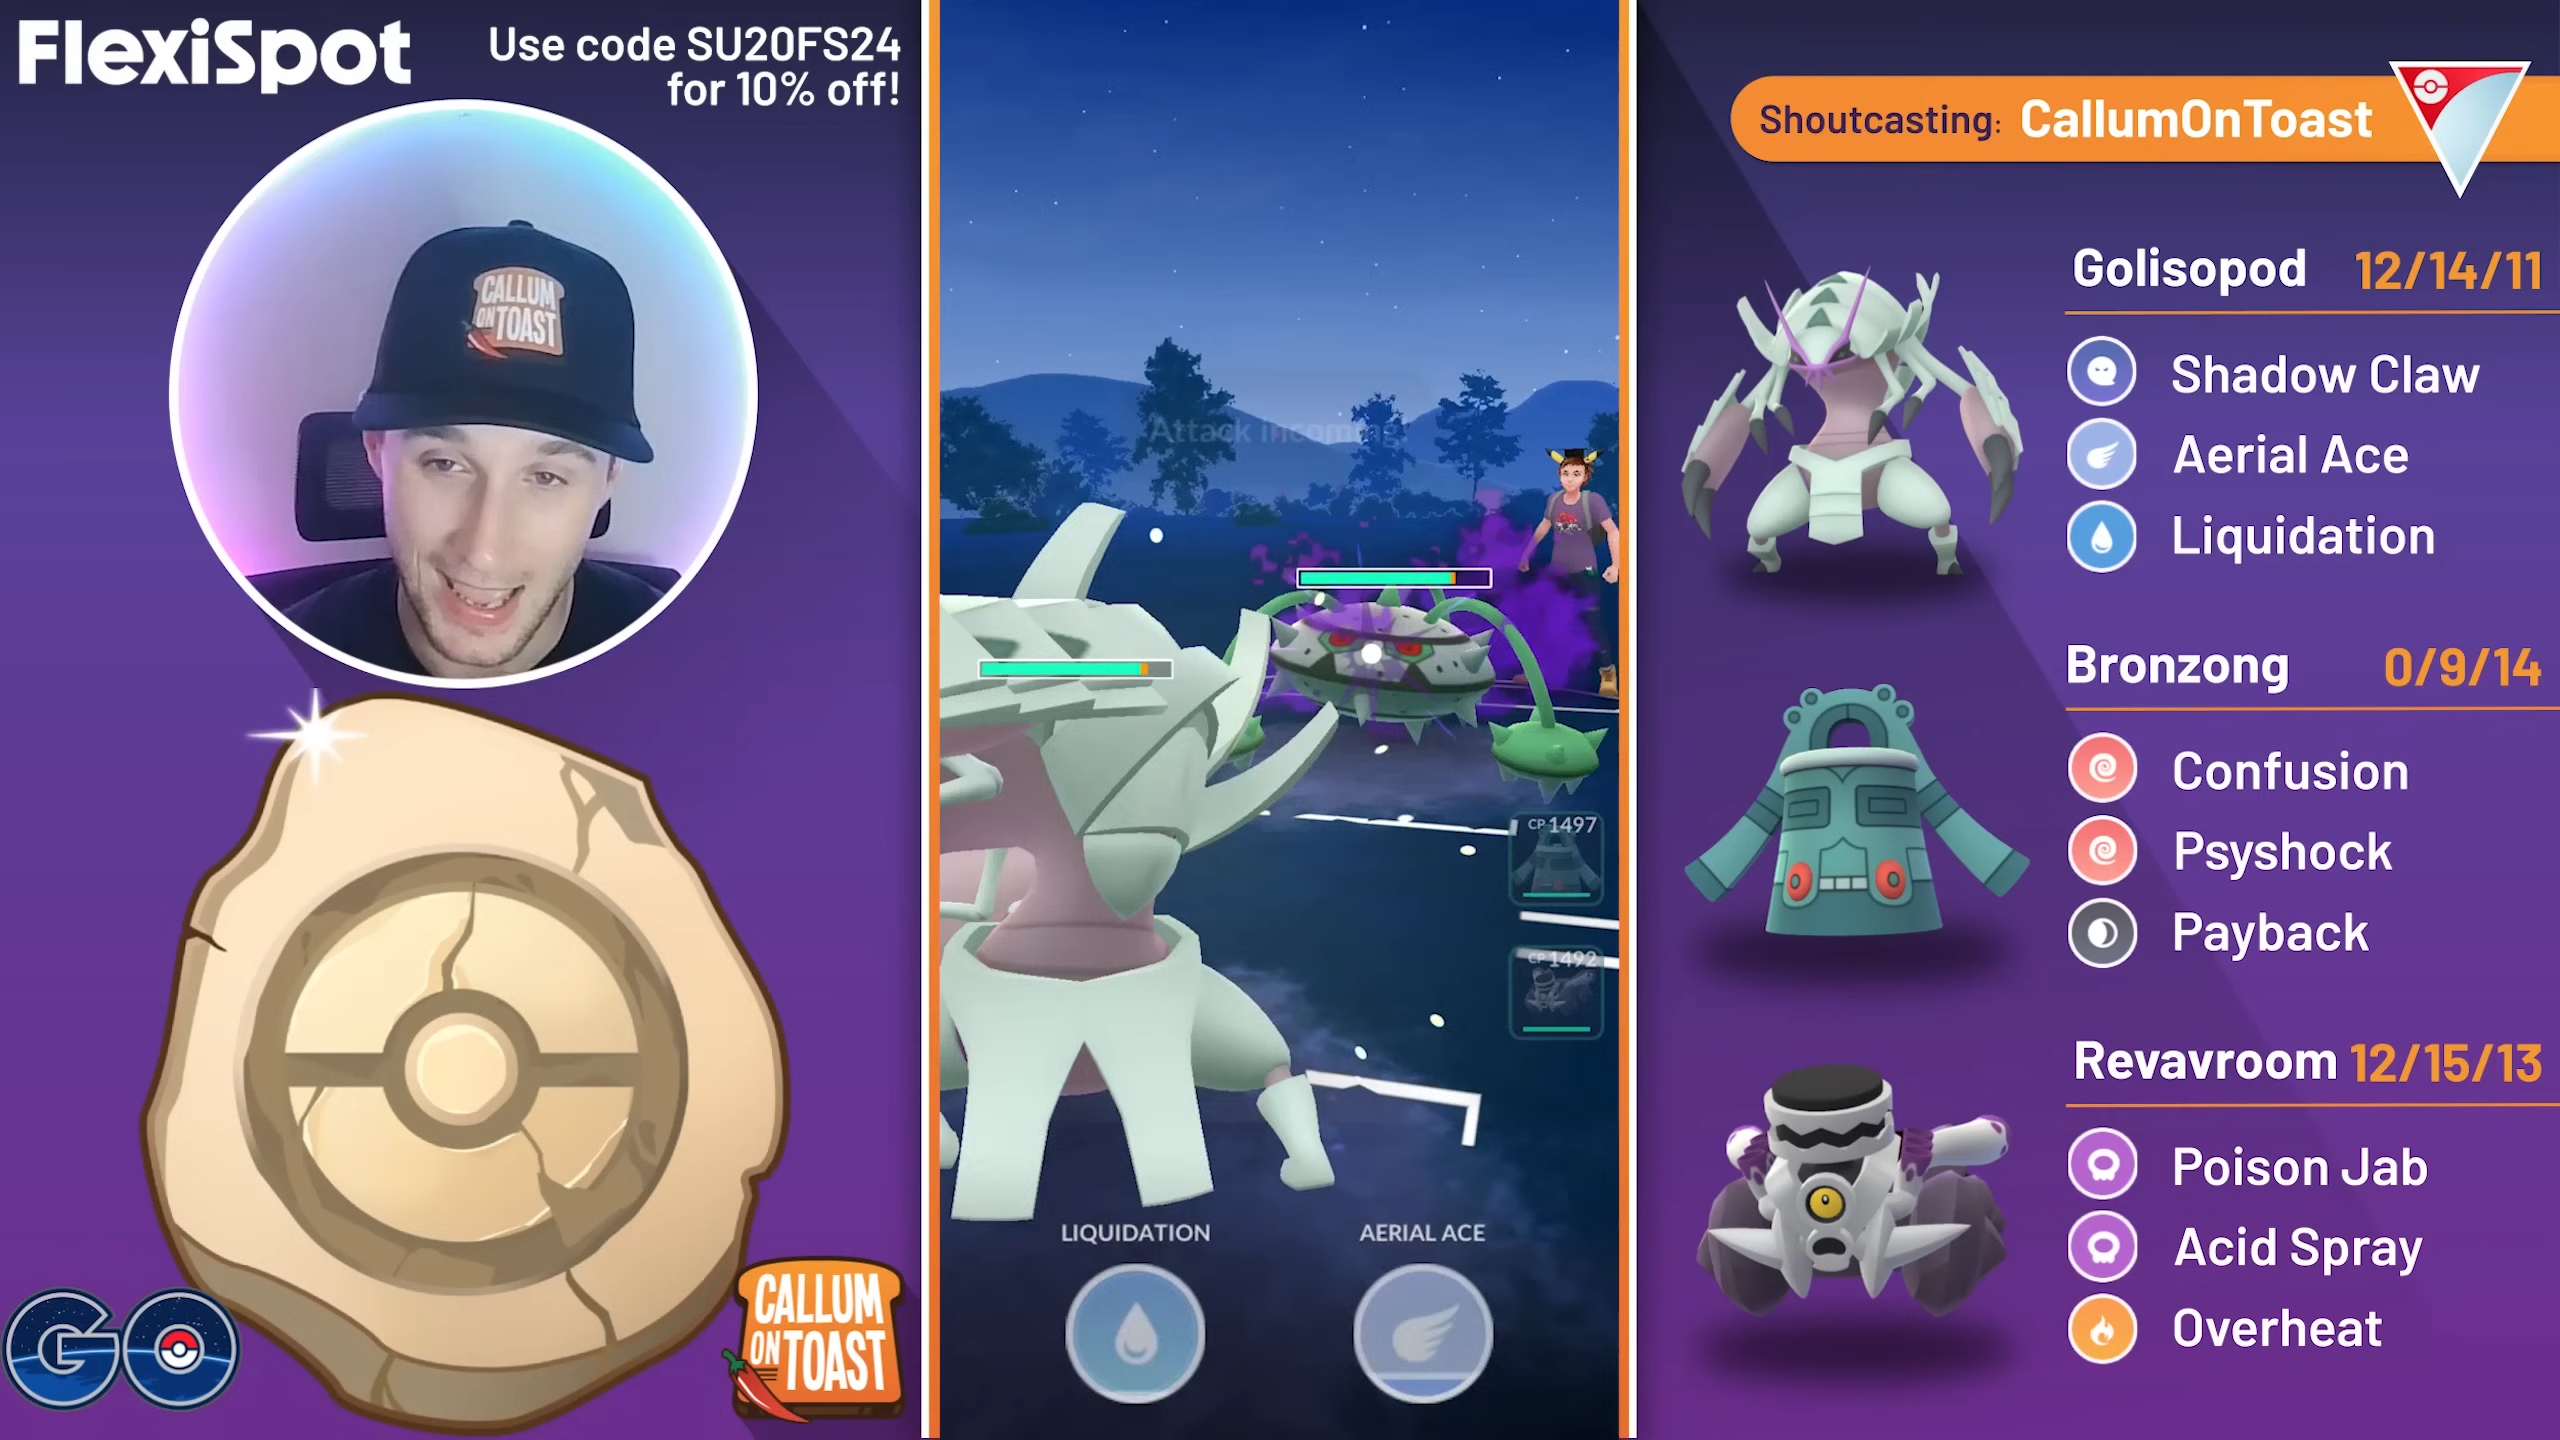 FlexiSpot
Use code SU20FS24
for 10% off!
CALLUM
ON TOAST
Shoutcasting: CallumOnToast
Attack incoming!
Golisopod 12/14/11
Shadow Claw
Aerial Ace
Liquidation
CP 1497
CP 1492
Bronzong 0/9/14
Confusion
Psyshock
Payback
Revavroom 12/15/13
Poison Jab
Acid Spray
Overheat
LIQUIDATION
AERIAL ACE
GO
CALLUM
ON TOAST